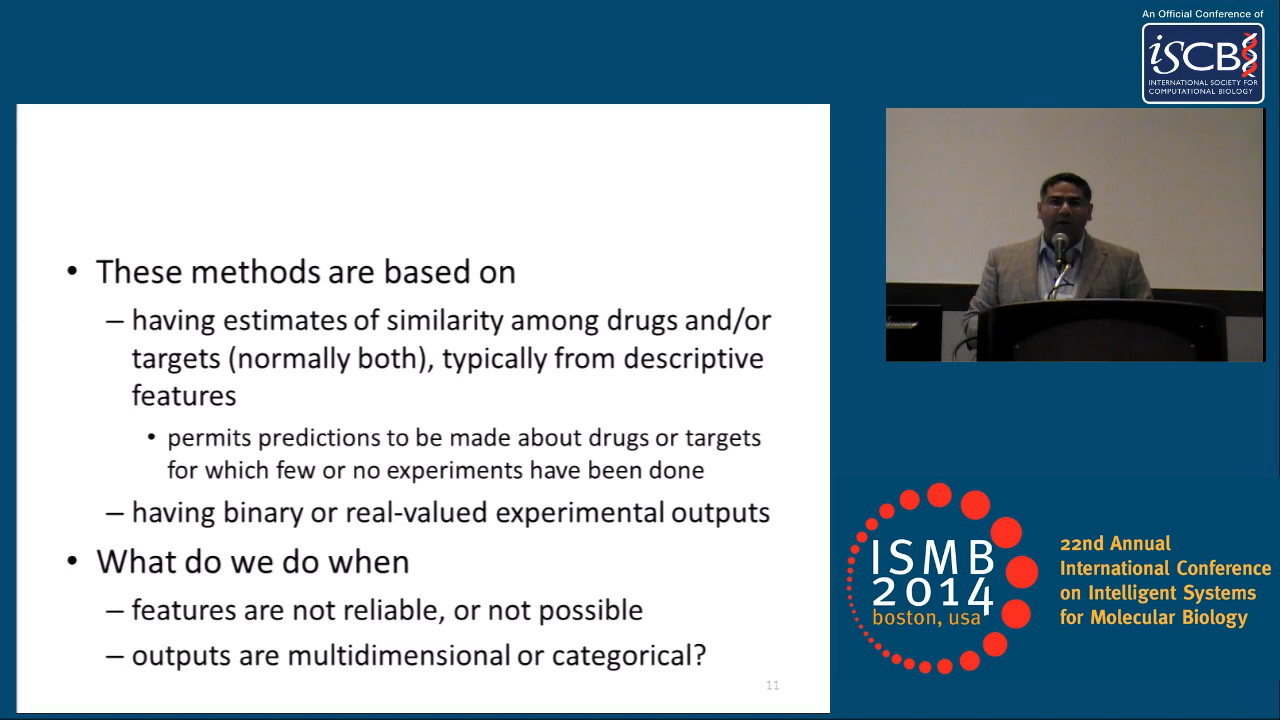 An Official Conference of
iSCB
INTERNATIONAL SOCIETY FOR
COMPUTATIONAL BIOLOGY
• These methods are based on
– having estimates of similarity among drugs and/or
targets (normally both), typically from descriptive
features
• permits predictions to be made about drugs or targets
for which few or no experiments have been done
– having binary or real-valued experimental outputs
• What do we do when
– features are not reliable, or not possible
– outputs are multidimensional or categorical?
11
ISMB
2014
boston, usa
22nd Annual
International Conference
on Intelligent Systems
for Molecular Biology